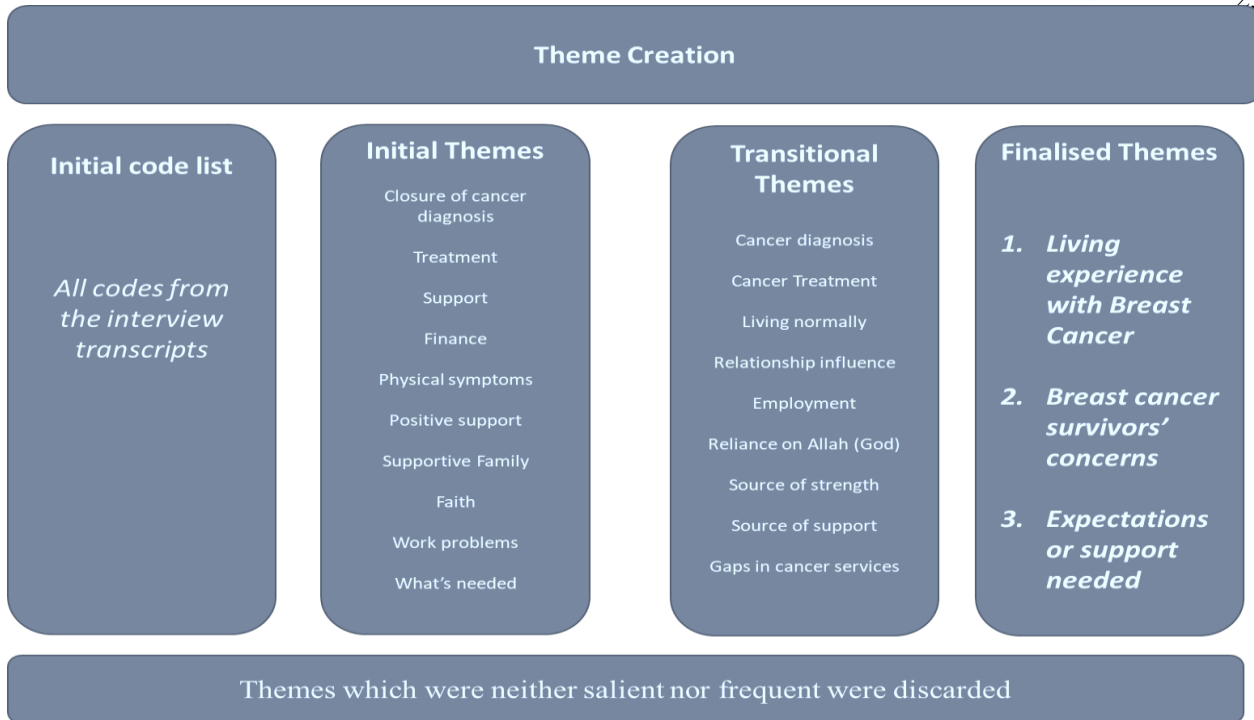 Theme Creation
Initial code list
All codes from
the interview
transcripts
Initial Themes
Closure of cancer
diagnosis
Treatment
Support
Finance
Physical symptoms
Positive support
Supportive Family
Faith
Work problems
What’s needed
Transitional
Themes
Cancer diagnosis
Cancer Treatment
Living normally
Relationship influence
Employment
Reliance on Allah (God)
Source of strength
Source of support
Gaps in cancer services
Finalised Themes
1. Living
experience
with Breast
Cancer
2. Breast cancer
survivors’
concerns
3. Expectations
or support
needed
Themes which were neither salient nor frequent were discarded